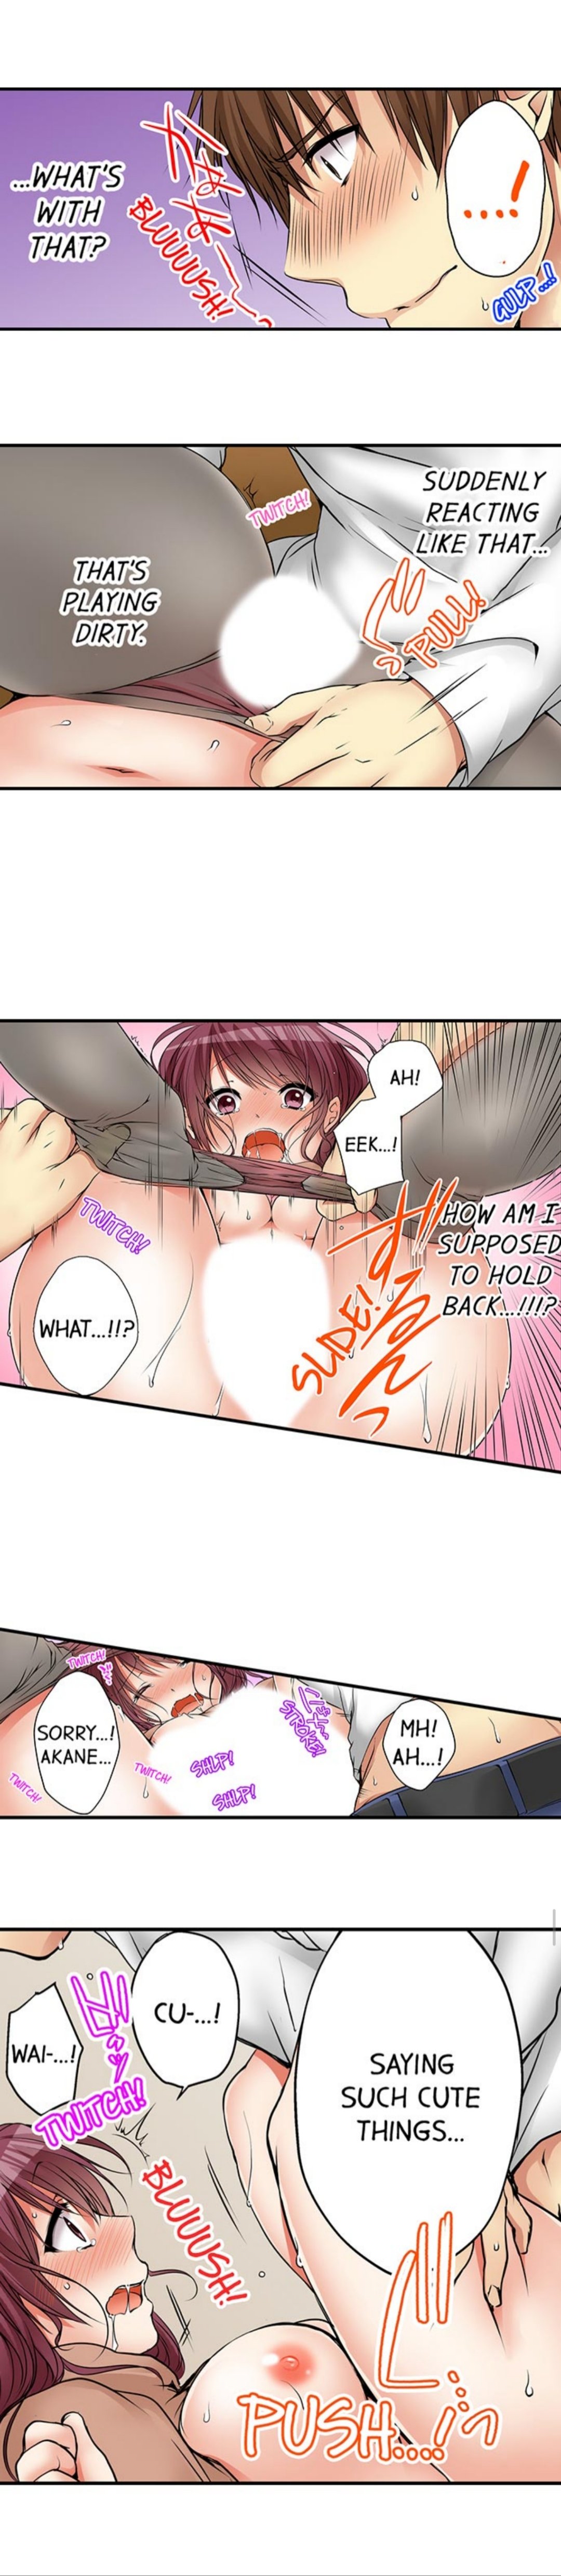 ...WHAT'S
WITH
THAT?
BLUUUUSH!
....!
GULP...!
SUDDENLY
REACTING
LIKE THAT...
TWITCH!
THAT'S
PLAYING
DIRTY.
PULL!
AH!
EEK...!
TWITCH!
HOW AM I
SUPPOSED
TO HOLD
BACK...!!!?
WHAT...!!?
SLIDE!
TWITCH!
SORRY...!
AKANE...
STROKE!
MH!
AH...!
TWITCH!
TWITCH!
SHLP!
SHLP!
CU-...!
WAI-...!
SAYING
SUCH CUTE
THINGS...
TWITCH!
BLUUUSH!
PUSH...!